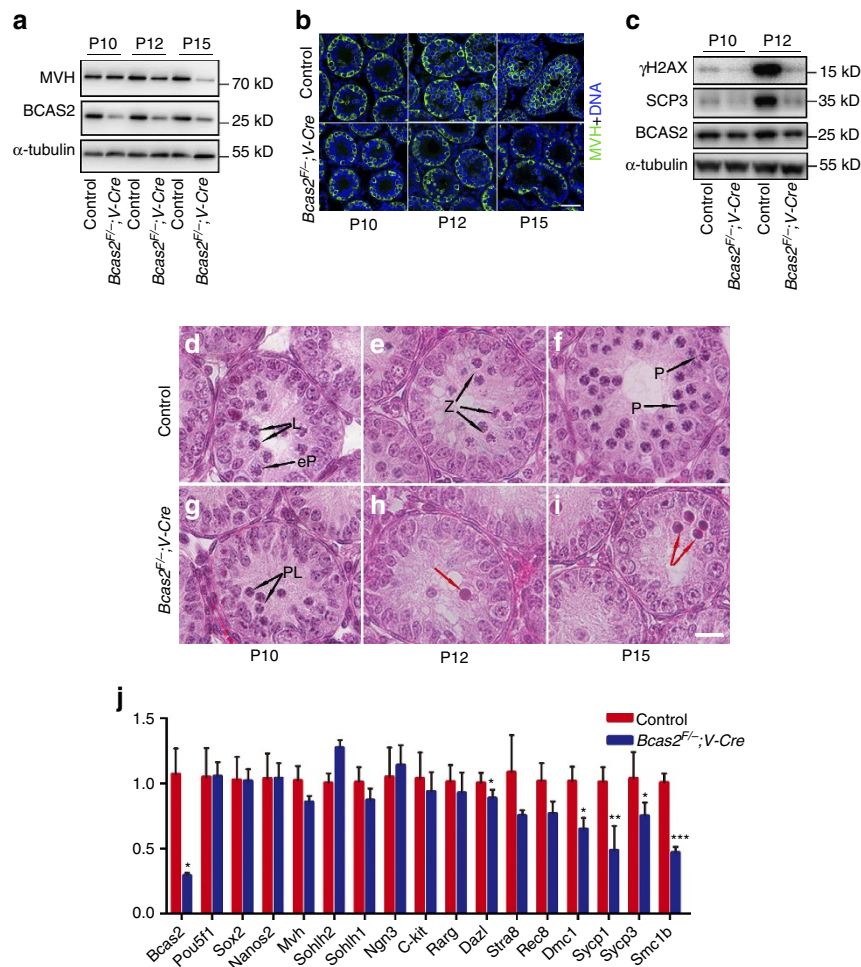 a
P10 P12 P15
MVH
70 kD
BCAS2
25 kD
α-tubulin
55 kD
Control
Bcas2F/–;V-Cre
Control
Bcas2F/–;V-Cre
Control
Bcas2F/–;V-Cre
b
Control
Bcas2F/–;V-Cre
MVH+DNA
P10 P12 P15
c
P10 P12
γH2AX
15 kD
SCP3
35 kD
BCAS2
25 kD
α-tubulin
55 kD
Control
Bcas2F/–;V-Cre
Control
Bcas2F/–;V-Cre
Control
d
L
eP
e
Z
f
P
P
Bcas2F/–;V-Cre
g
PL
h
i
P10 P12 P15
j
1.5
1.0
0.5
0.0
Control
Bcas2F/–;V-Cre
*
*
*
**
*
***
Bcas2
Pou5f1
Sox2
Nanos2
Mvh
Sohlh2
Sohlh1
Ngn3
C-kit
Rarg
Dazl
Stra8
Rec8
Dmc1
Sycp1
Sycp3
Smc1b